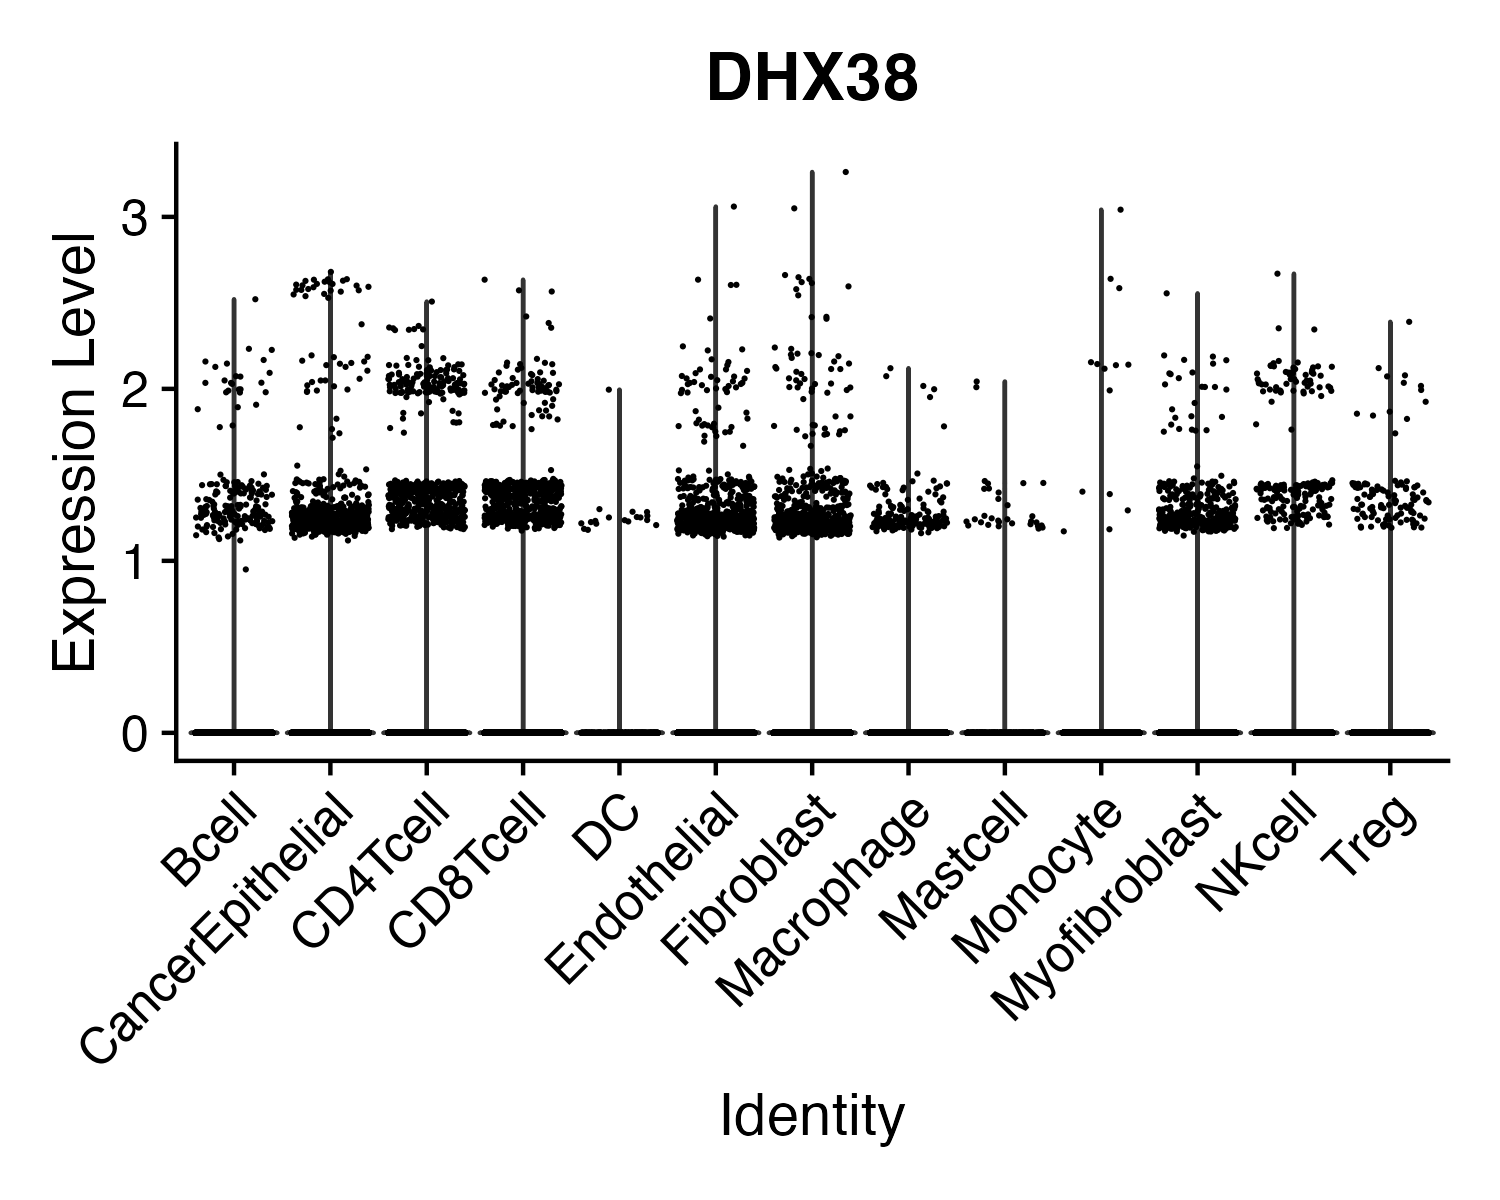 DHX38
Expression Level
3
2
1
0
Bcell
CancerEpithelial
CD4Tcell
CD8Tcell
DC
Endothelial
Fibroblast
Macrophage
Mastcell
Monocyte
Myofibroblast
NKcell
Treg
Identity